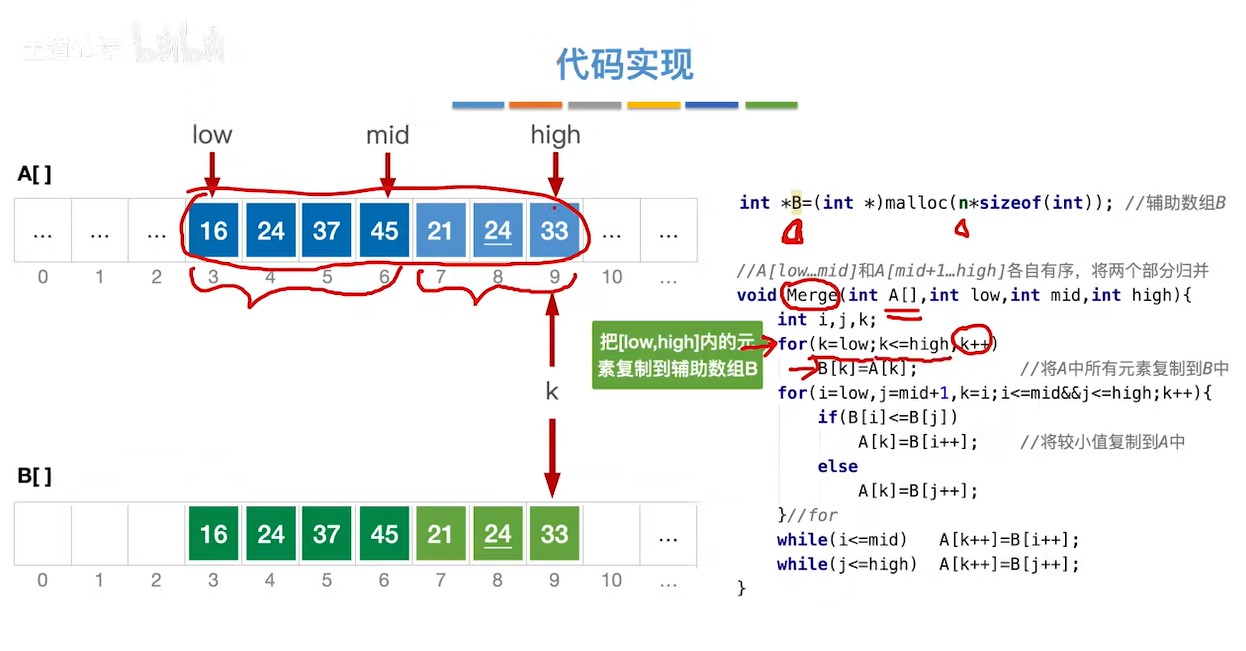 王道论坛 bilibili
代码实现
low mid high
A[ ]
... ... ... 16 24 37 45 21 24 33 ... ...
0 1 2 3 4 5 6 7 8 9 10 ...
把[low,high]内的元
素复制到辅助数组B
k
B[ ]
16 24 37 45 21 24 33 ...
0 1 2 3 4 5 6 7 8 9 10 ...
int *B=(int *)malloc(n*sizeof(int)); //辅助数组B
//A[low…mid]和A[mid+1…high]各自有序，将两个部分归并
void Merge(int A[],int low,int mid,int high){
int i,j,k;
for(k=low;k<=high;k++)
B[k]=A[k]; //将A中所有元素复制到B中
for(i=low,j=mid+1,k=i;i<=mid&&j<=high;k++){
if(B[i]<=B[j])
A[k]=B[i++]; //将较小值复制到A中
else
A[k]=B[j++];
}//for
while(i<=mid) A[k++]=B[i++];
while(j<=high) A[k++]=B[j++];
}